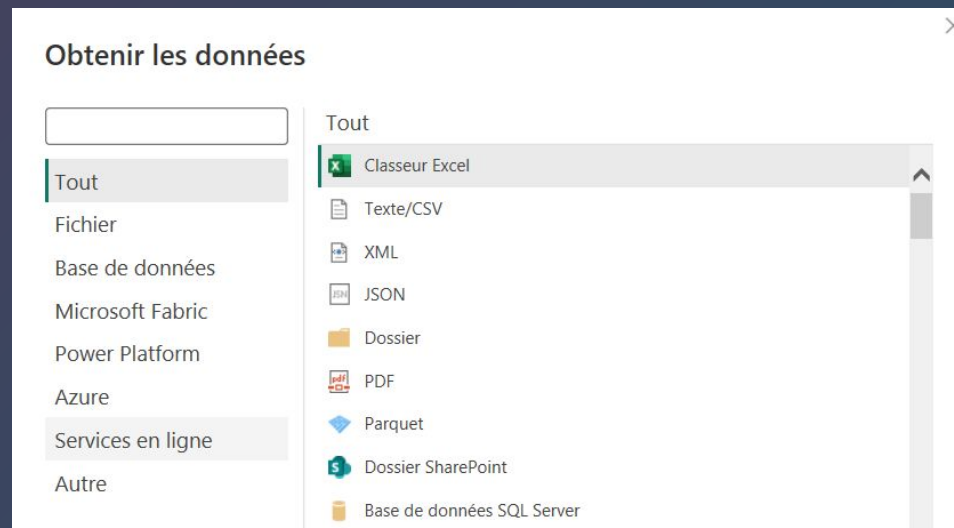 Obtenir les données
Tout
Fichier
Base de données
Microsoft Fabric
Power Platform
Azure
Services en ligne
Autre
Tout
Classeur Excel
Texte/CSV
XML
JSON
Dossier
PDF
Parquet
Dossier SharePoint
Base de données SQL Server